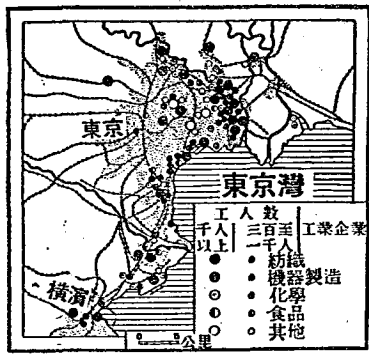 東京
東京灣
橫濱
工人數
千人以上 三百至一千人 工業企業
紡織
機器製造
化學
食品
其他
公里